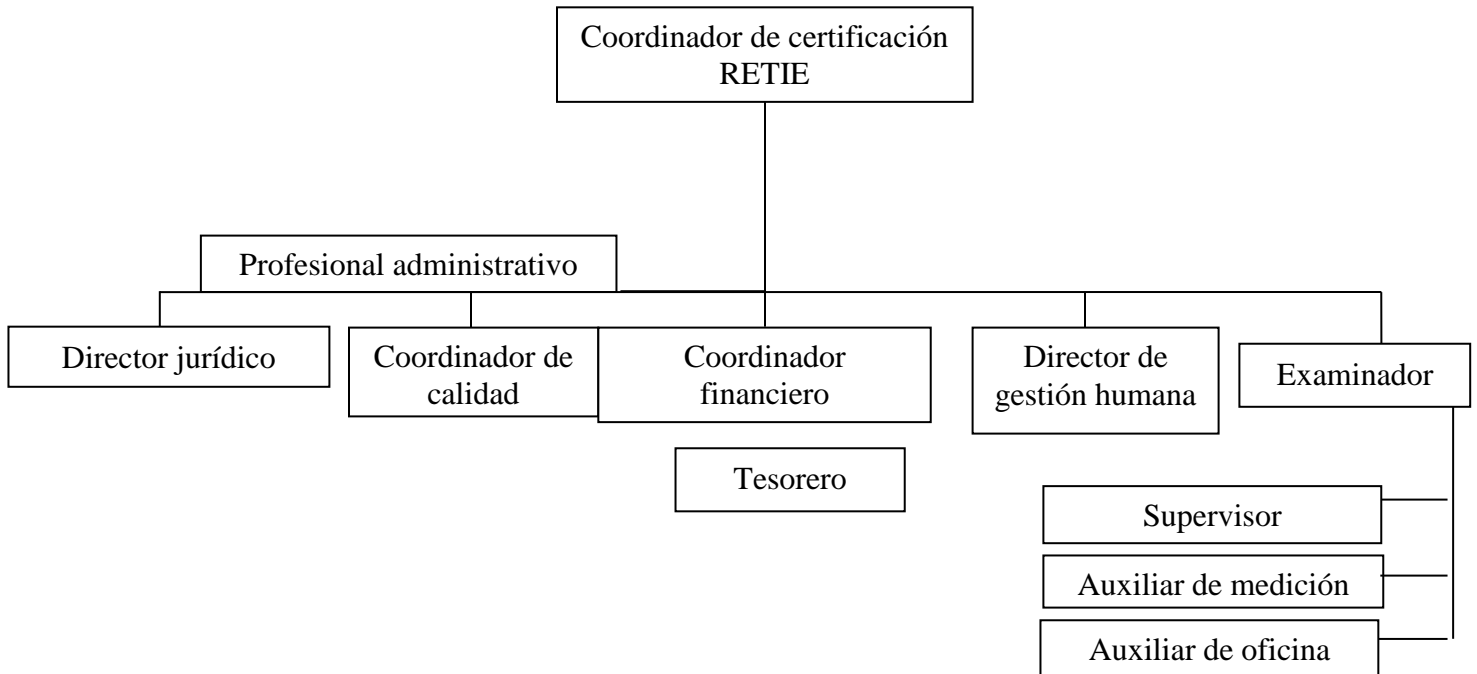 Coordinador de certificación
RETIE
Profesional administrativo
Director jurídico
Coordinador de
calidad
Coordinador
financiero
Director de
gestión humana
Examinador
Tesorero
Supervisor
Auxiliar de medición
Auxiliar de oficina